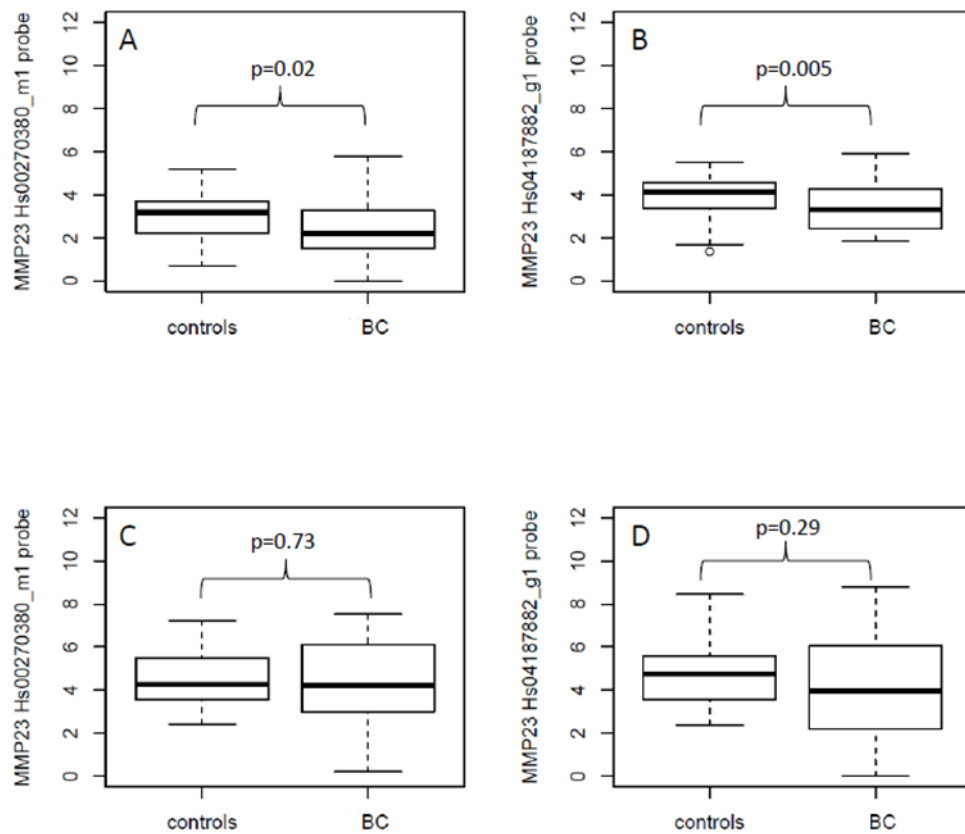 A
p=0.02
MMP23 Hs00270380_m1 probe
12
10
8
6
4
2
0
controls BC
B
p=0.005
MMP23 Hs04187882_g1 probe
12
10
8
6
4
2
0
controls BC
C
p=0.73
MMP23 Hs00270380_m1 probe
12
10
8
6
4
2
0
controls BC
D
p=0.29
MMP23 Hs04187882_g1 probe
12
10
8
6
4
2
0
controls BC